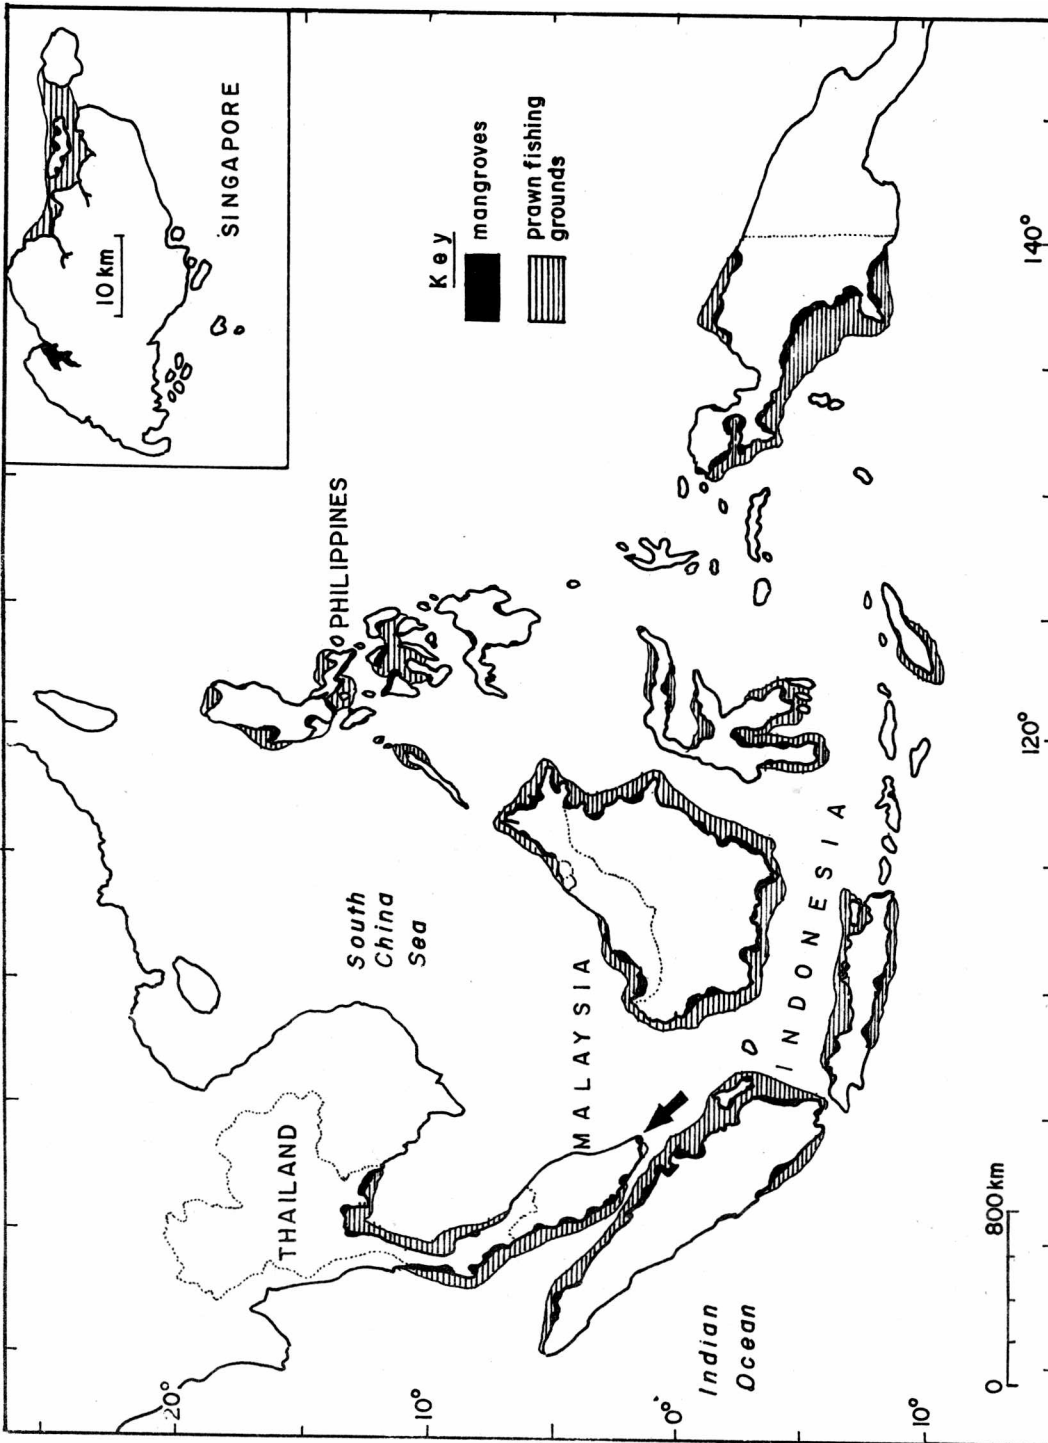 SINGAPORE
10 km
Key
mangroves
prawn fishing
grounds
PHILIPPINES
THAILAND
South
China
Sea
MALAYSIA
INDONESIA
Indian
Ocean
0 800 km
20°
10°
0°
10°
120°
140°